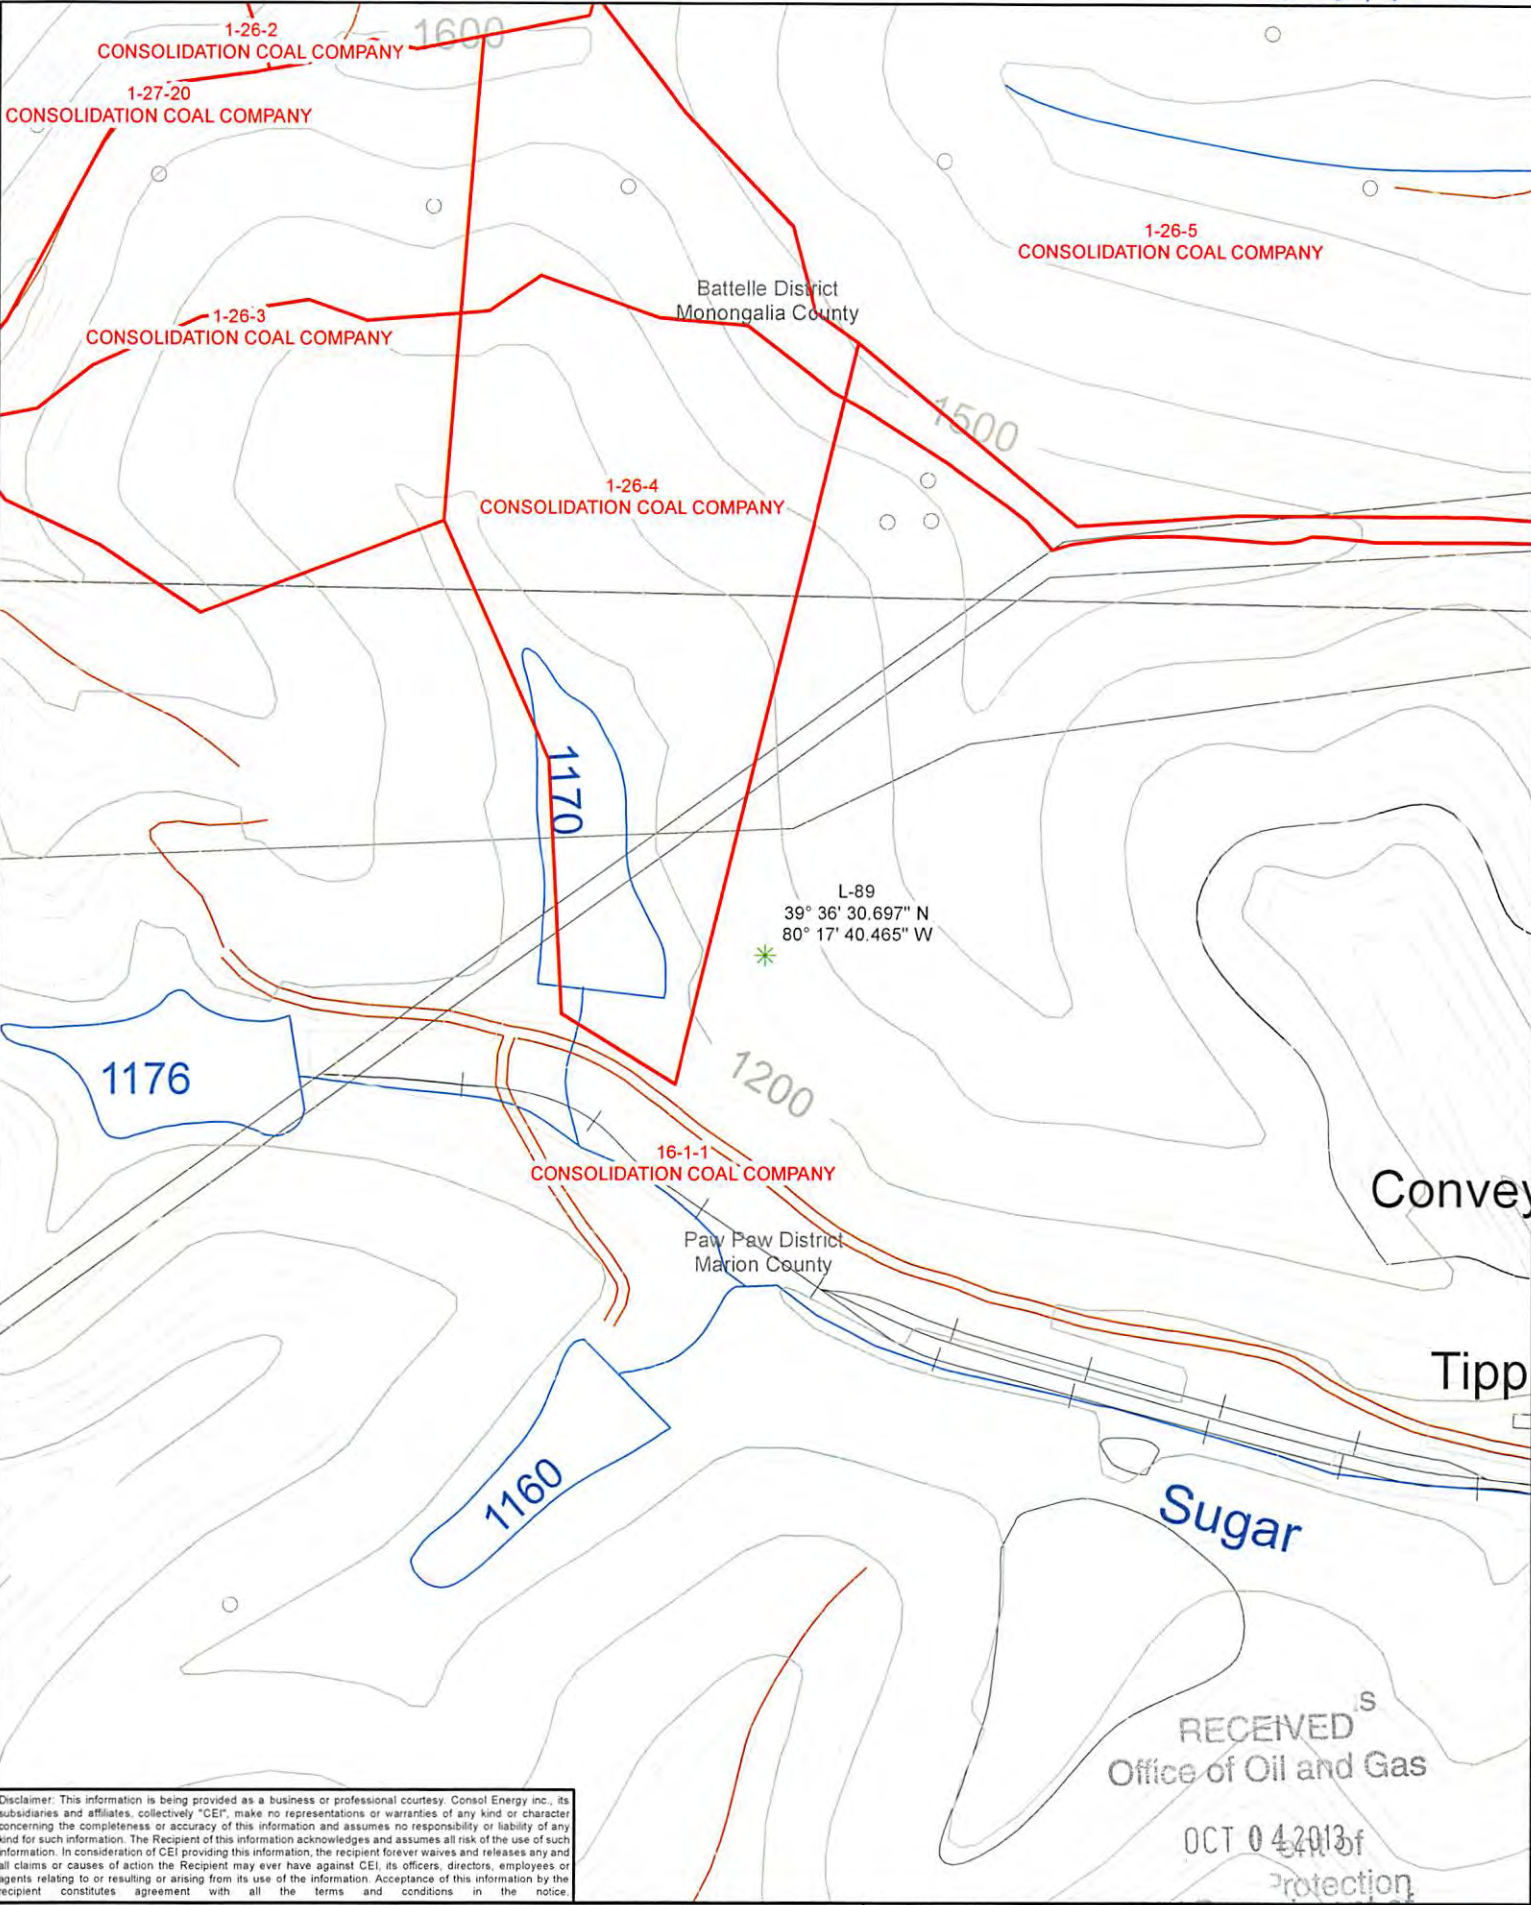 1-26-2
CONSOLIDATION COAL COMPANY
1600
1-27-20
CONSOLIDATION COAL COMPANY
1-26-5
CONSOLIDATION COAL COMPANY
Battelle District
Monongalia County
1-26-3
CONSOLIDATION COAL COMPANY
1500
1-26-4
CONSOLIDATION COAL COMPANY
1170
L-89
39° 36' 30.697" N
80° 17' 40.465" W
1176
1200
16-1-1
CONSOLIDATION COAL COMPANY
Convey
Paw Paw District
Marion County
Tipp
1160
Sugar
RECEIVED
Office of Oil and Gas
OCT 04 2013
of
Protection
Disclaimer: This information is being provided as a business or professional courtesy. Consol Energy inc., its
subsidiaries and affiliates, collectively "CEI", make no representations or warranties of any kind or character
concerning the completeness or accuracy of this information and assumes no responsibility or liability of any
kind for such information. The Recipient of this information acknowledges and assumes all risk of the use of such
information. In consideration of CEI providing this information, the recipient forever waives and releases any and
all claims or causes of action the Recipient may ever have against CEI, its officers, directors, employees or
agents relating to or resulting or arising from its use of the information. Acceptance of this information by the
recipient constitutes agreement with all the terms and conditions in the notice.